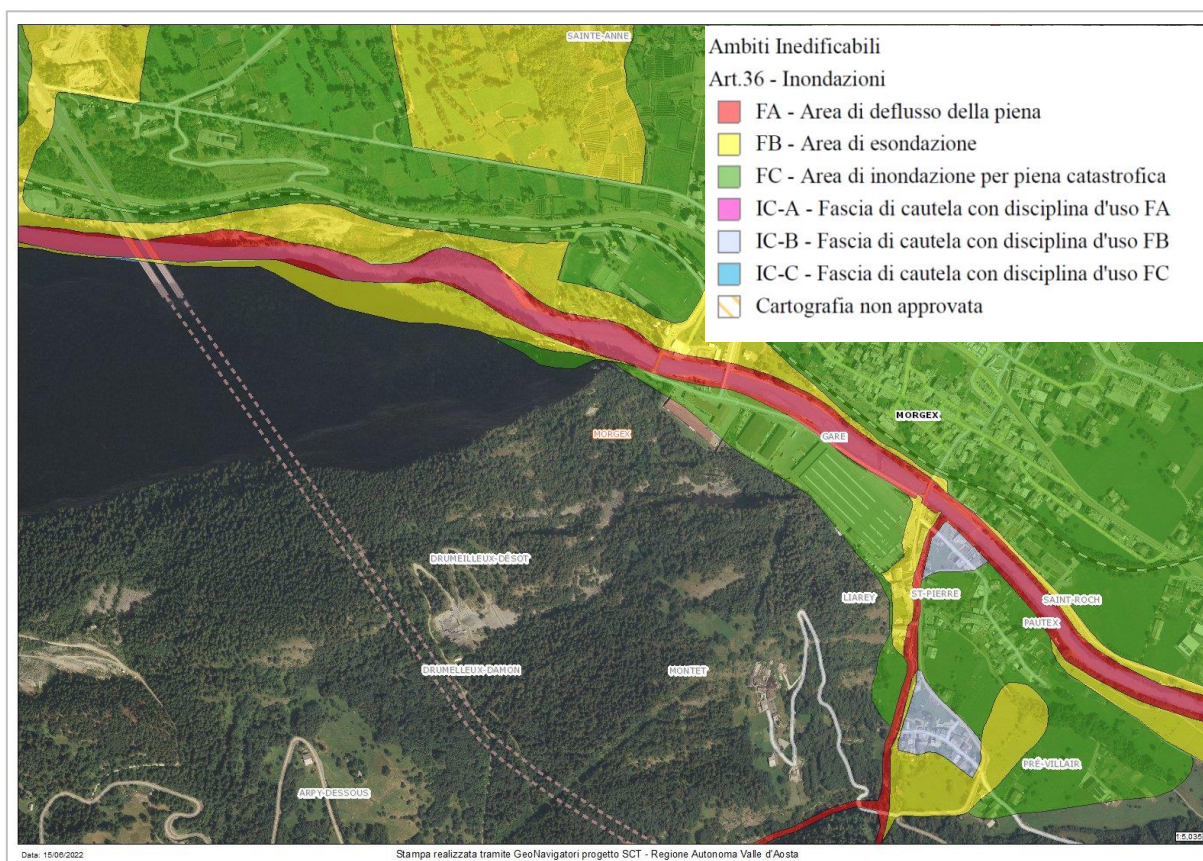 SAINTE-ANNE
Ambiti Inedificabili
Art.36 - Inondazioni
FA - Area di deflusso della piena
FB - Area di esondazione
FC - Area di inondazione per piena catastrofica
IC-A - Fascia di cautela con disciplina d'uso FA
IC-B - Fascia di cautela con disciplina d'uso FB
IC-C - Fascia di cautela con disciplina d'uso FC
Cartografia non approvata
MORGEX
MORGEX
GARE
DRUMEILLEUX-DÉSOT
LIAREY
ST-PIERRE
SAINT-ROCH
PAUTEX
DRUMELLEUX-DAMON
MONTET
PRÉ-VILLAIR
ARPY-DESSOUS
1:5,035
Data: 15/06/2022
Stampa realizzata tramite GeoNavigatori progetto SCT - Regione Autonoma Valle d'Aosta